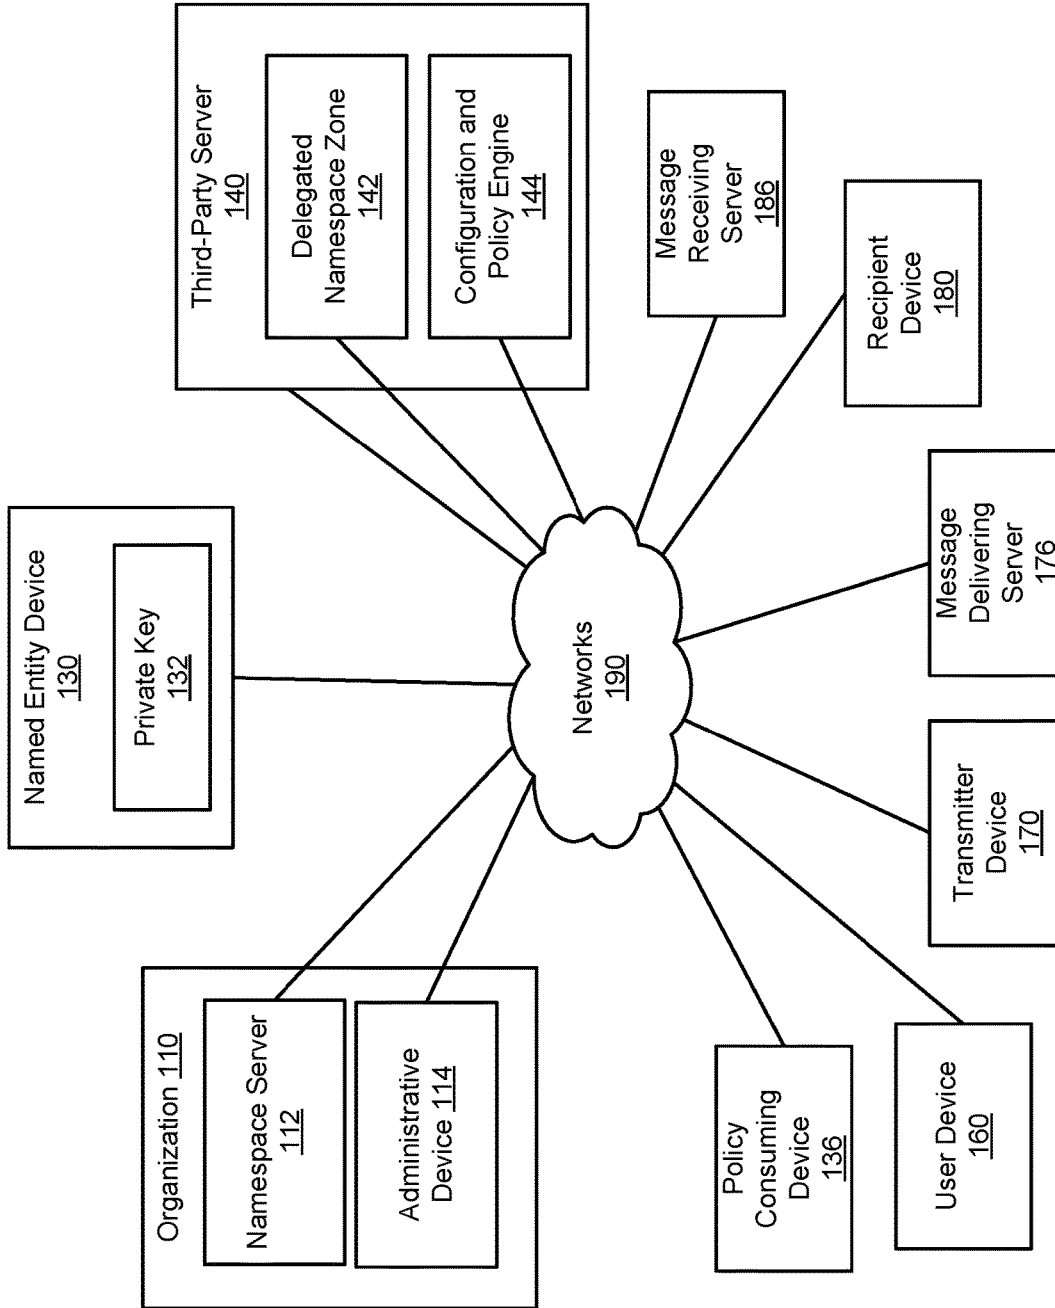 Organization 110
Namespace Server
112
Administrative
Device 114
Named Entity Device
130
Private Key
132
Third-Party Server
140
Delegated
Namespace Zone
142
Configuration and
Policy Engine
144
Networks
190
Policy
Consuming
Device
136
User Device
160
Transmitter
Device
170
Message
Delivering
Server
176
Recipient
Device
180
Message
Receiving
Server
186